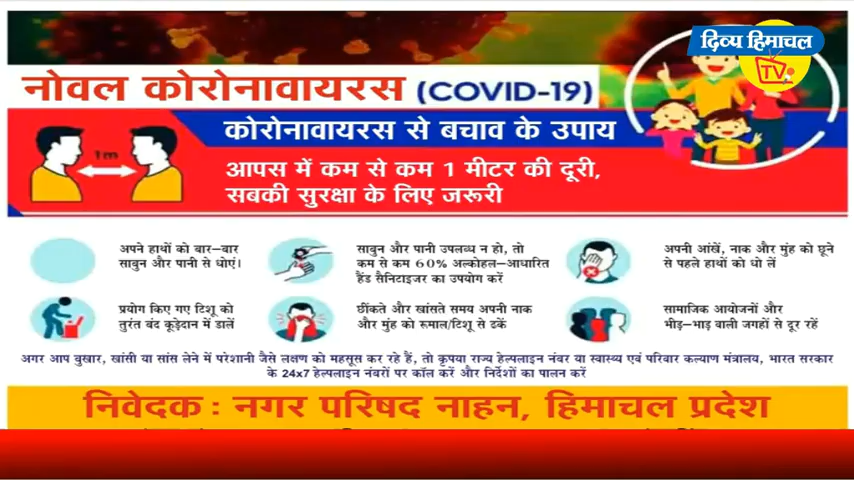 दिव्य हिमाचल
TV
नोवल कोरोनावायरस (COVID-19)
कोरोनावायरस से बचाव के उपाय
1m
आपस में कम से कम 1 मीटर की दूरी,
सबकी सुरक्षा के लिए जरूरी
अपने हाथों को बार–बार
साबुन और पानी से धोएं।
साबुन और पानी उपलब्ध न हो, तो
कम से कम 60% अल्कोहल–आधारित
हैंड सैनिटाइजर का उपयोग करें
अपनी आंखें, नाक और मुंह को छूने
से पहले हाथों को धो लें
प्रयोग किए गए टिशू को
तुरंत बंद कूड़ेदान में डालें
छींकते और खांसते समय अपनी नाक
और मुंह को रूमाल/टिशू से ढकें
सामाजिक आयोजनों और
भीड़–भाड़ वाली जगहों से दूर रहें
अगर आप बुखार, खांसी या सांस लेने में परेशानी जैसे लक्षण को महसूस कर रहे हैं, तो कृपया राज्य हेल्पलाइन नंबर या स्वास्थ्य एवं परिवार कल्याण मंत्रालय, भारत सरकार
के 24x7 हेल्पलाइन नंबरों पर कॉल करें और निर्देशों का पालन करें
निवेदक : नगर परिषद नाहन, हिमाचल प्रदेश